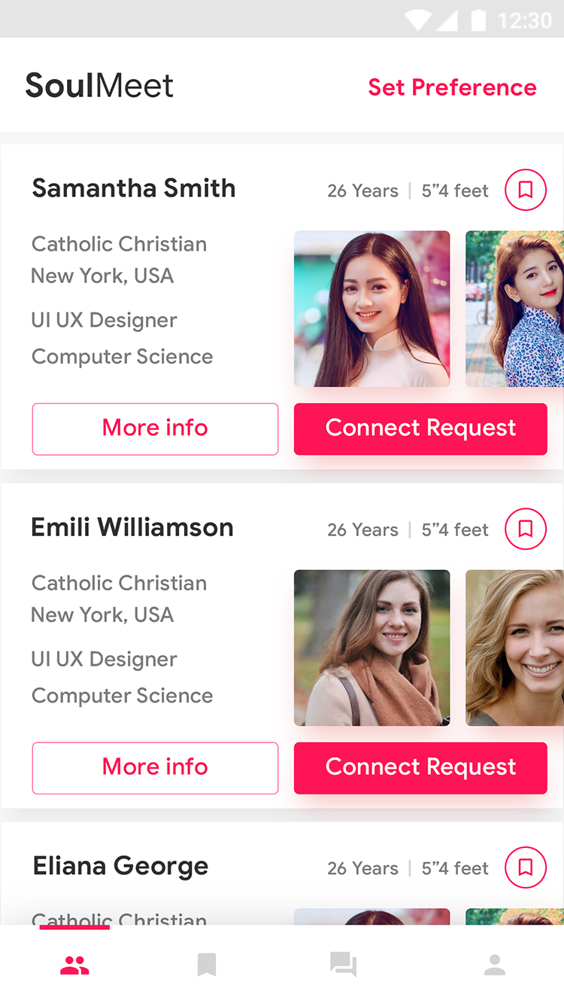 12:30
SoulMeet
Set Preference
Samantha Smith
26 Years | 5”4 feet
Catholic Christian
New York, USA
UI UX Designer
Computer Science
More info
Connect Request
Emili Williamson
26 Years | 5”4 feet
Catholic Christian
New York, USA
UI UX Designer
Computer Science
More info
Connect Request
Eliana George
26 Years | 5”4 feet
Catholic Christian